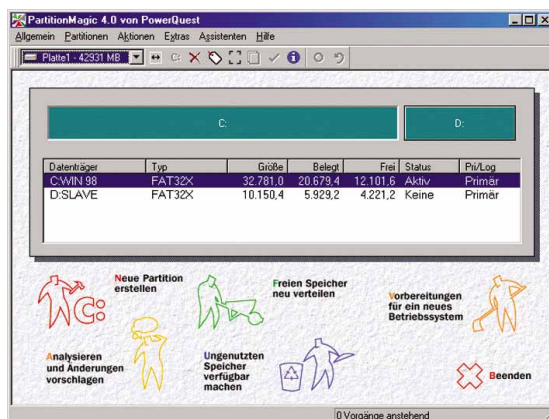 PartitionMagic 4.0 von PowerQuest
Allgemein Partitionen Aktionen Extras Assistenten Hilfe
Platte1 - 42931 MB
C:
C: D:
Datenträger Typ Größe Belegt Frei Status Pri/Log
C:WIN 98 FAT32X 32.781,0 20.679,4 12.101,6 Aktiv Primär
D:SLAVE FAT32X 10.150,4 5.929,2 4.221,2 Keine Primär
Neue Partition
erstellen
C:
Freien Speicher
neu verteilen
Vorbereitungen
für ein neues
Betriebssystem
Analysieren
und Änderungen
vorschlagen
Ungenutzten
Speicher
verfügbar
machen
Beenden
0 Vorgänge anstehend